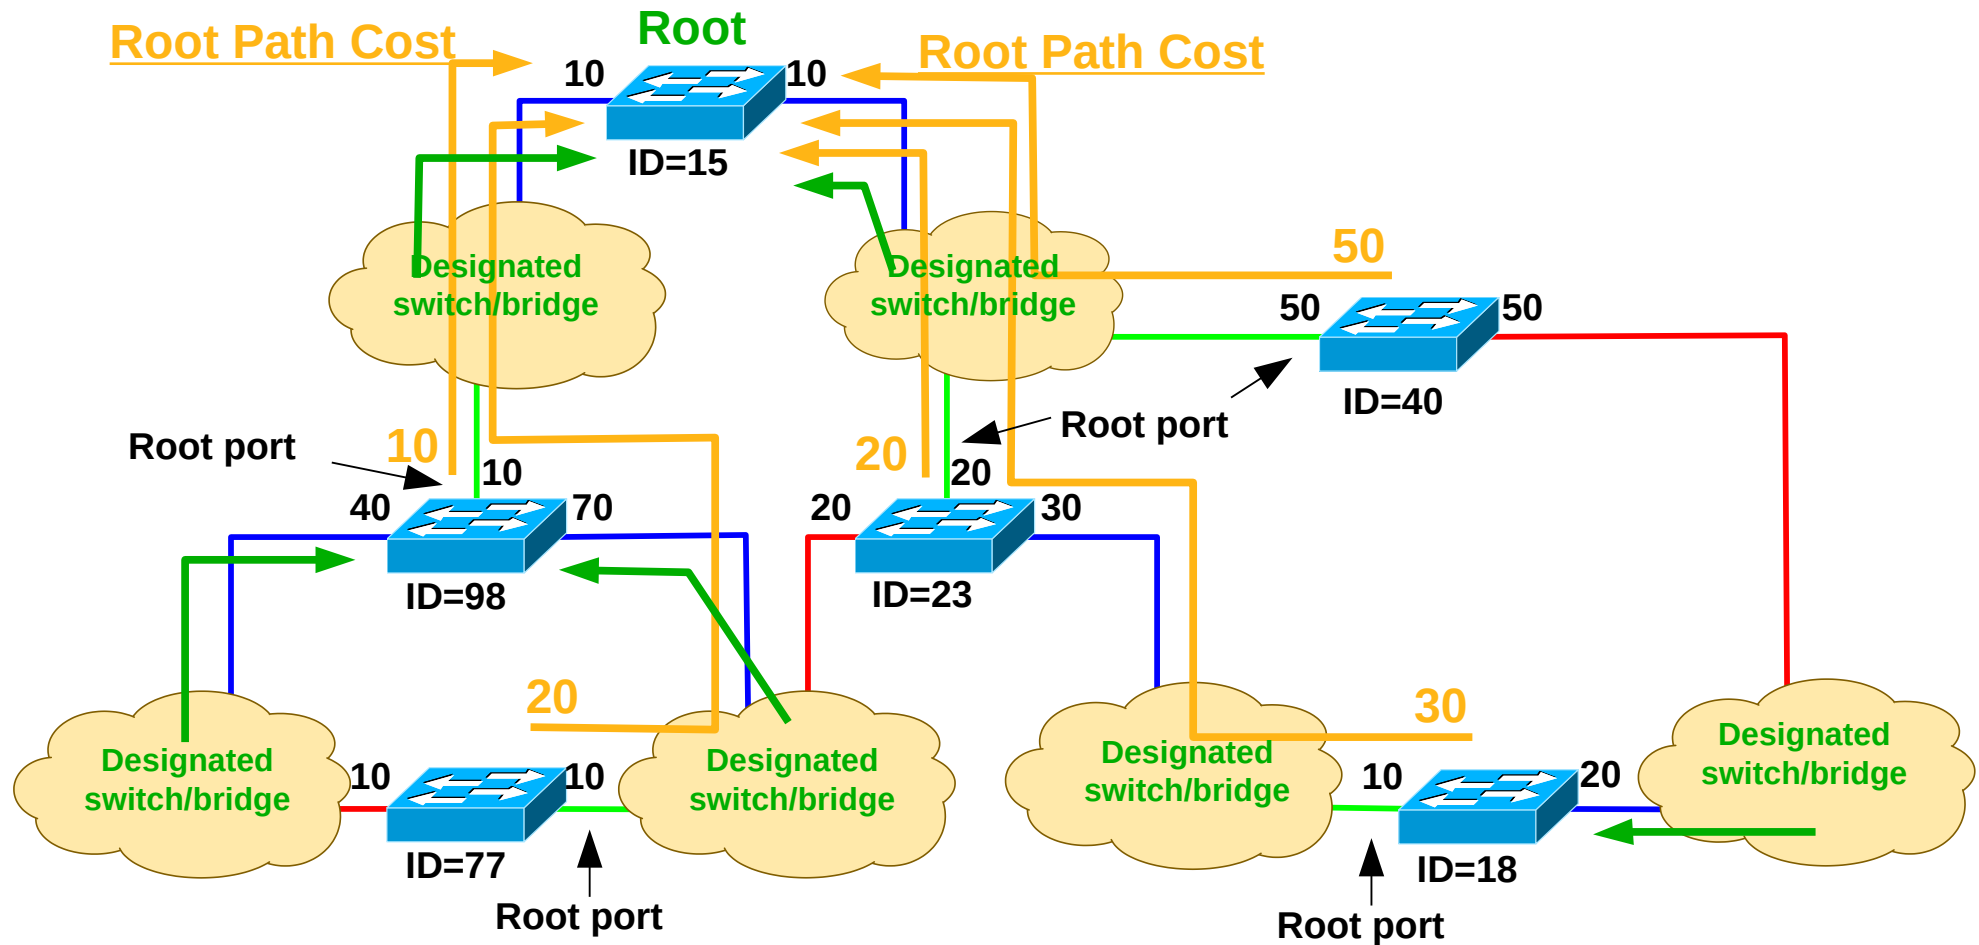 Root Path Cost
Root
Root Path Cost
10
10
ID=15
Designated
switch/bridge
Designated
switch/bridge
50
50
50
ID=40
Root port
Root port
10
10
40
70
ID=98
20
20
20
30
ID=23
20
30
Designated
switch/bridge
10
10
ID=77
Root port
Designated
switch/bridge
Designated
switch/bridge
10
20
ID=18
Root port
Designated
switch/bridge